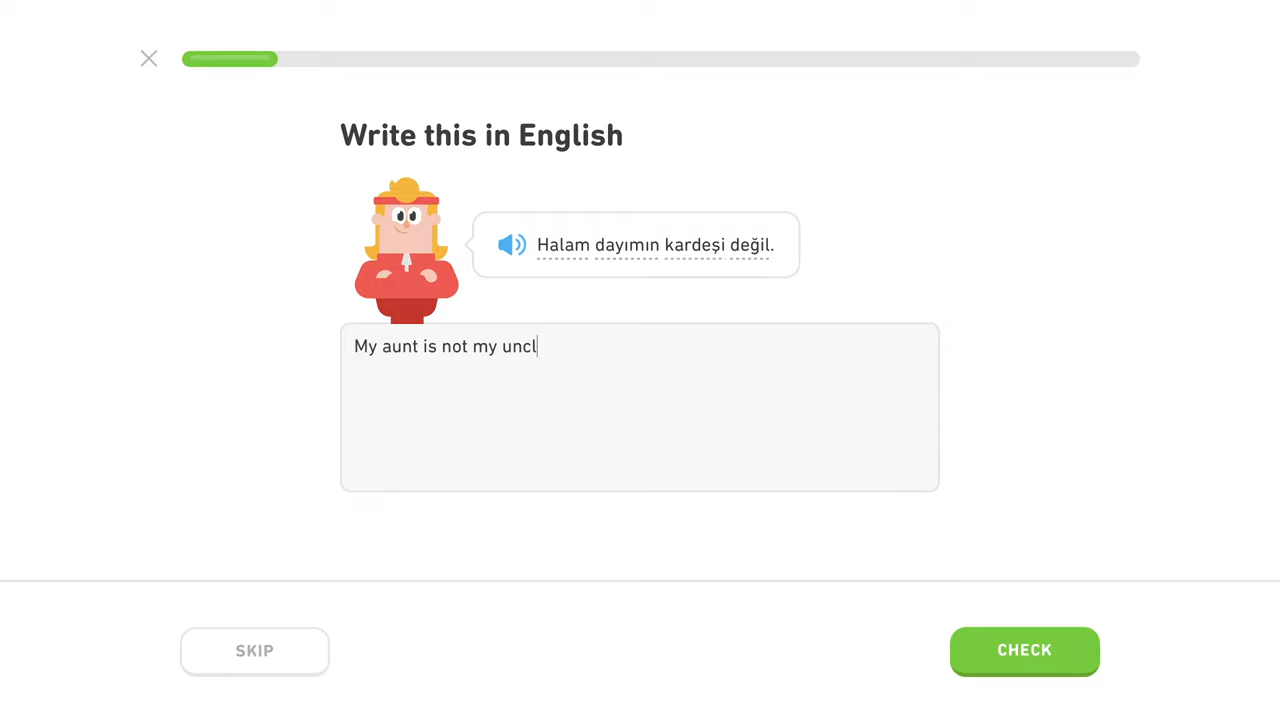 Write this in English
Halam dayımın kardeşi değil.
My aunt is not my uncl
SKIP
CHECK